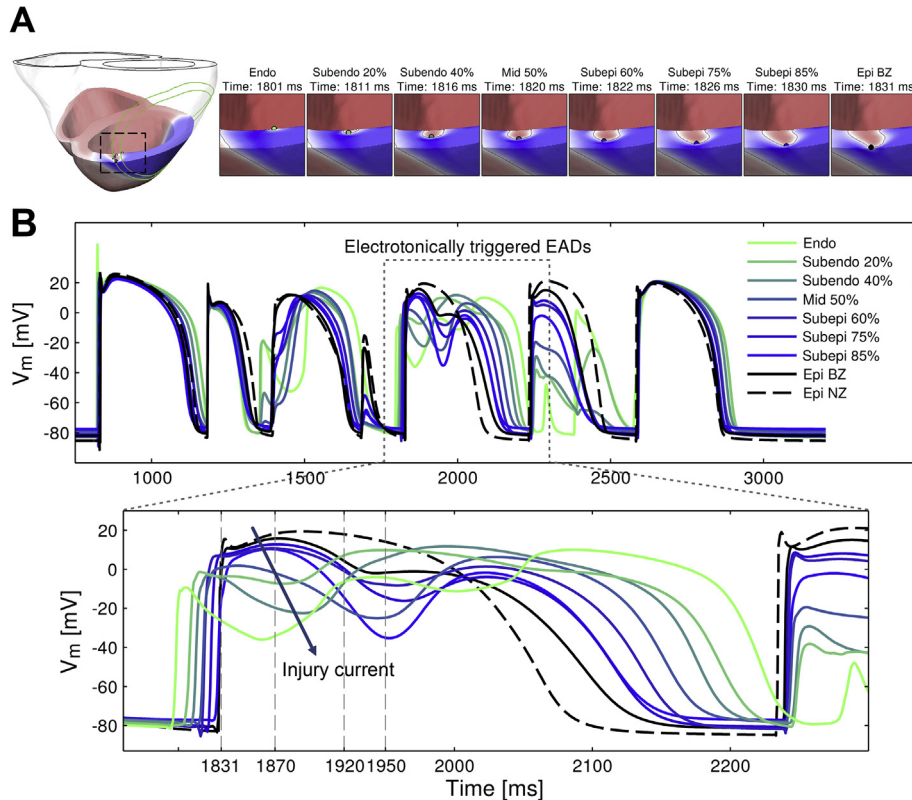 A
Endo
Time: 1801 ms
Subendo 20%
Time: 1811 ms
Subendo 40%
Time: 1816 ms
Mid 50%
Time: 1820 ms
Subepi 60%
Time: 1822 ms
Subepi 75%
Time: 1826 ms
Subepi 85%
Time: 1830 ms
Epi BZ
Time: 1831 ms
B
Electrotonically triggered EADs
Endo
Subendo 20%
Subendo 40%
Mid 50%
Subepi 60%
Subepi 75%
Subepi 85%
Epi BZ
Epi NZ
Vm [mV]
20
0
-20
-40
-60
-80
1000 1500 2000 2500 3000
Vm [mV]
20
0
-20
-40
-60
-80
Injury current
1831 1870 1920 1950 2000 2100 2200
Time [ms]